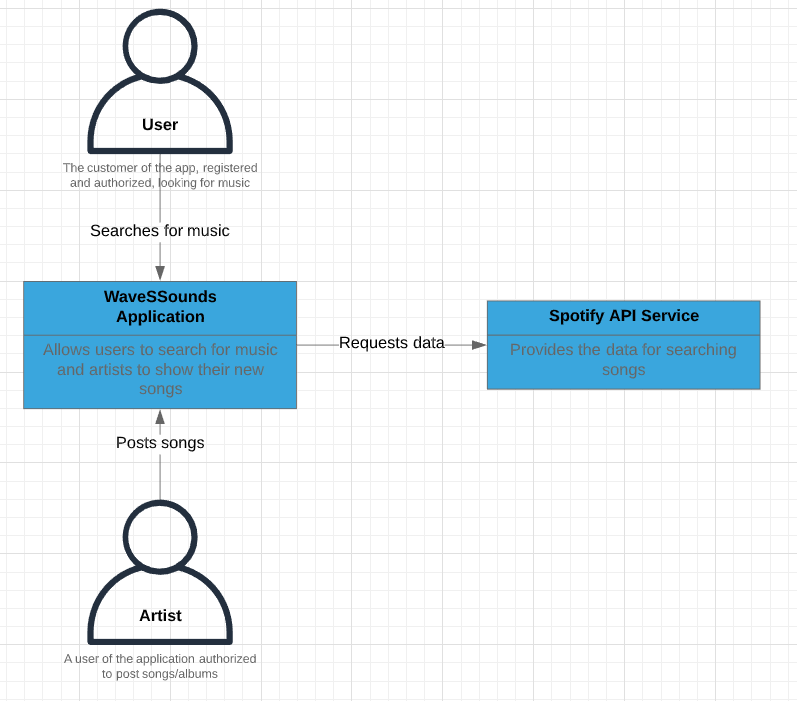 User
The customer of the app, registered
and authorized, looking for music
Searches for music
WaveSSounds
Application
Allows users to search for music
and artists to show their new
songs
Requests data
Spotify API Service
Provides the data for searching
songs
Posts songs
Artist
A user of the application authorized
to post songs/albums